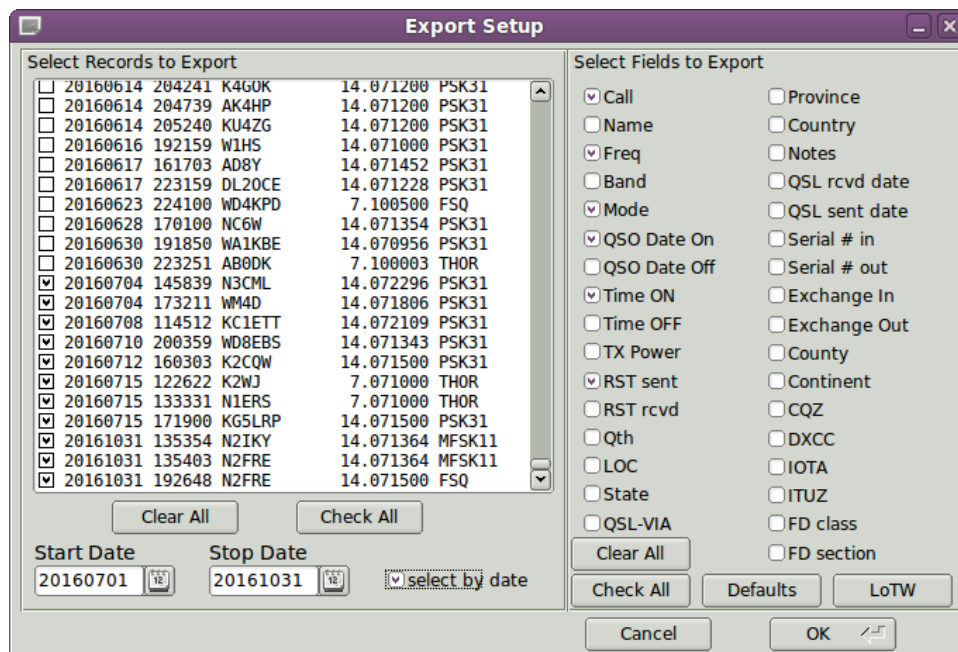 Export Setup
Select Records to Export
20160614 204241 K4GOK 14.071200 PSK31
20160614 204739 AK4HP 14.071200 PSK31
20160614 205240 KU4ZG 14.071200 PSK31
20160616 192159 W1HS 14.071000 PSK31
20160617 161703 AD8Y 14.071452 PSK31
20160617 223159 DL2OCE 14.071228 PSK31
20160623 224100 WD4KPD 7.100500 FSQ
20160628 170100 NC6W 14.071354 PSK31
20160630 191850 WA1KBE 14.070956 PSK31
20160630 223251 AB0DK 7.100003 THOR
20160704 145839 N3CML 14.072296 PSK31
20160704 173211 WM4D 14.071806 PSK31
20160708 114512 KC1ETT 14.072109 PSK31
20160710 200359 WD8EBS 14.071343 PSK31
20160712 160303 K2CQW 14.071500 PSK31
20160715 122622 K2WJ 7.071000 THOR
20160715 133331 N1ERS 7.071000 THOR
20160715 171900 KG5LRP 14.071500 PSK31
20161031 135354 N2IKY 14.071364 MFSK11
20161031 135403 N2FRE 14.071364 MFSK11
20161031 192648 N2FRE 14.071500 FSQ
Clear All Check All
Start Date Stop Date
20160701 12 20161031 12 select by date
Select Fields to Export
Call Province
Name Country
Freq Notes
Band QSL rcvd date
Mode QSL sent date
QSO Date On Serial # in
QSO Date Off Serial # out
Time ON Exchange In
Time OFF Exchange Out
TX Power County
RST sent Continent
RST rcvd CQZ
Qth DXCC
LOC IOTA
State ITUZ
QSL-VIA FD class
Clear All FD section
Check All Defaults LoTW
Cancel OK